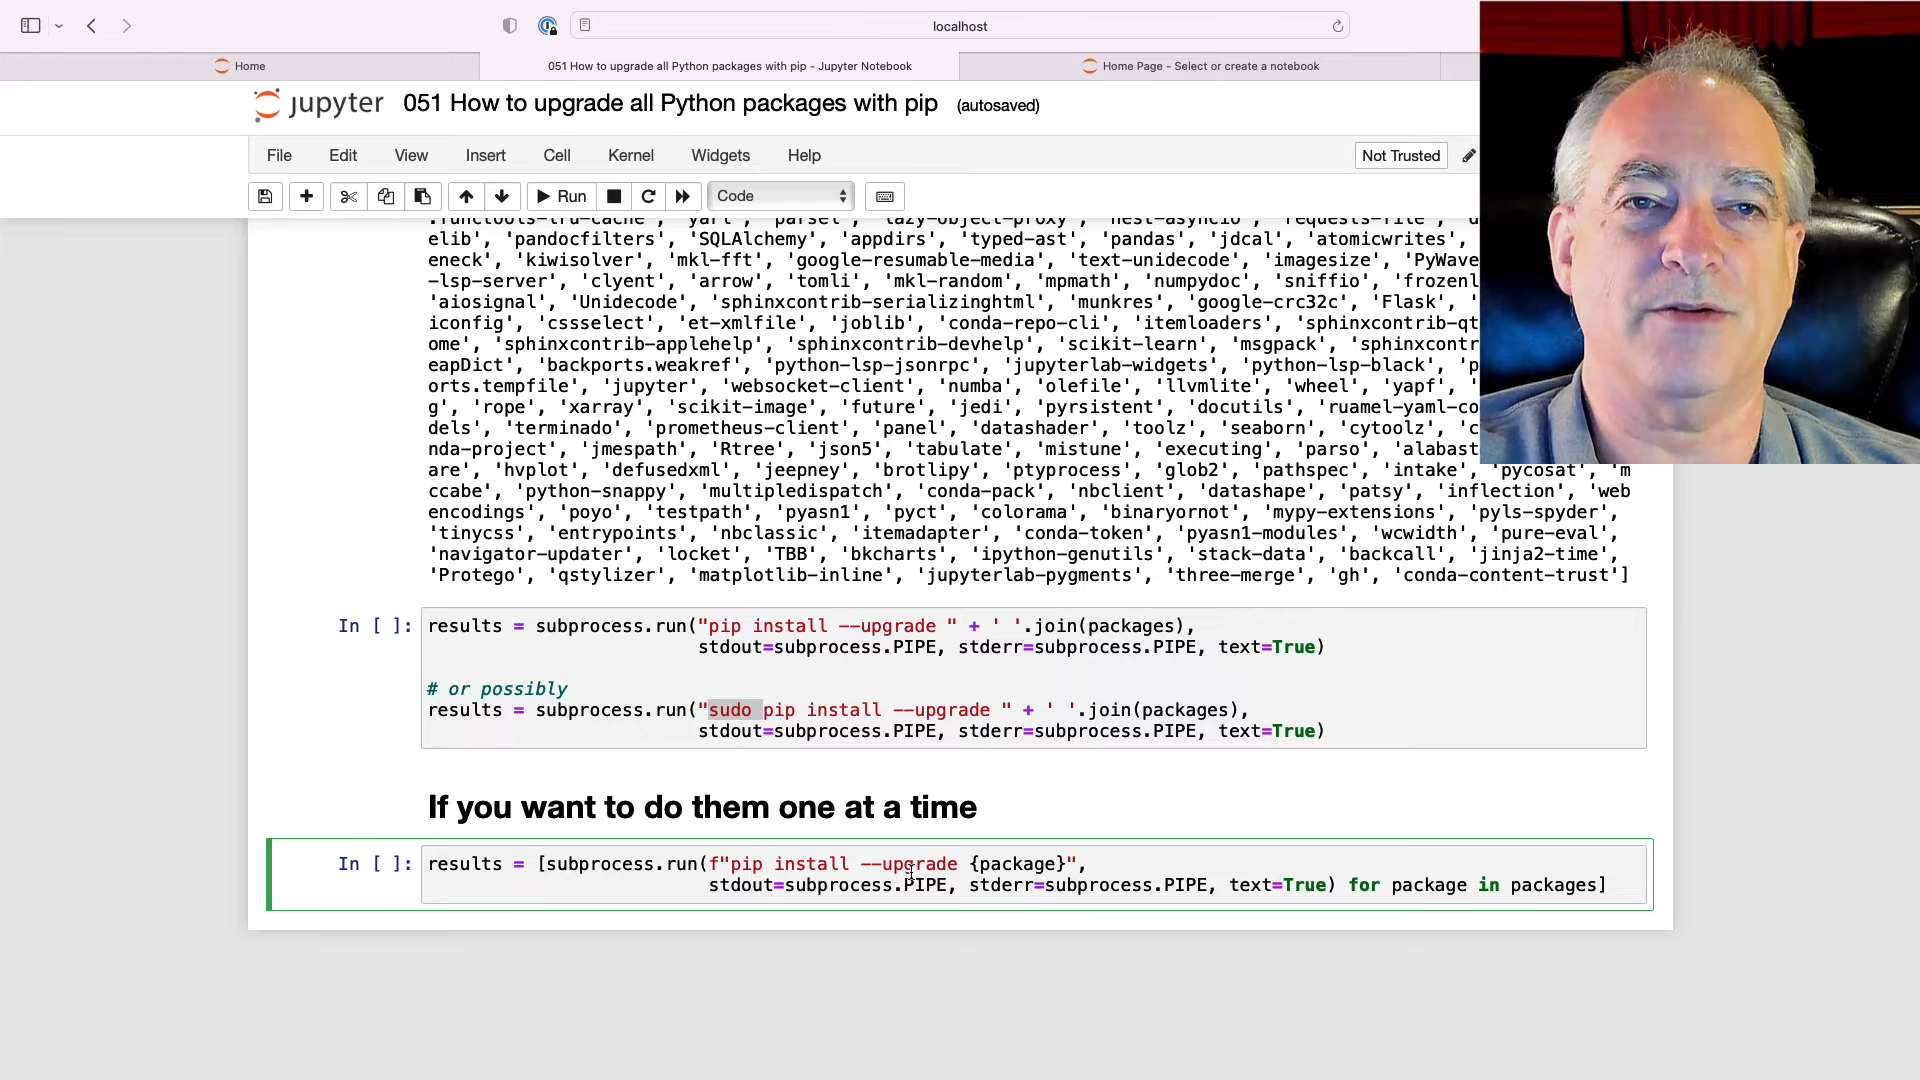 localhost
Home
051 How to upgrade all Python packages with pip - Jupyter Notebook
Home Page - Select or create a notebook
jupyter 051 How to upgrade all Python packages with pip (autosaved)
File Edit View Insert Cell Kernel Widgets Help
Not Trusted
Run
Code
elib', 'pandocfilters', 'SQLAlchemy', 'appdirs', 'typed-ast', 'pandas', 'jdcal', 'atomicwrites',
eneck', 'kiwisolver', 'mkl-fft', 'google-resumable-media', 'text-unidecode', 'imagesize', 'PyWave
-lsp-server', 'clyent', 'arrow', 'tomli', 'mkl-random', 'mpmath', 'numpydoc', 'sniffio', 'frozenl
'aiosignal', 'Unidecode', 'sphinxcontrib-serializinghtml', 'munkres', 'google-crc32c', 'Flask', '
iconfig', 'cssselect', 'et-xmlfile', 'joblib', 'conda-repo-cli', 'itemloaders', 'sphinxcontrib-qt
ome', 'sphinxcontrib-applehelp', 'sphinxcontrib-devhelp', 'scikit-learn', 'msgpack', 'sphinxcontr
eapDict', 'backports.weakref', 'python-lsp-jsonrpc', 'jupyterlab-widgets', 'python-lsp-black', 'p
orts.tempfile', 'jupyter', 'websocket-client', 'numba', 'olefile', 'llvmlite', 'wheel', 'yapf', '
g', 'rope', 'xarray', 'scikit-image', 'future', 'jedi', 'pyrsistent', 'docutils', 'ruamel-yaml-co
dels', 'terminado', 'prometheus-client', 'panel', 'datashader', 'toolz', 'seaborn', 'cytoolz', 'c
nda-project', 'jmespath', 'Rtree', 'json5', 'tabulate', 'mistune', 'executing', 'parso', 'alabast
are', 'hvplot', 'defusedxml', 'jeepney', 'brotlipy', 'ptyprocess', 'glob2', 'pathspec', 'intake', 'pycosat', 'm
ccabe', 'python-snappy', 'multipledispatch', 'conda-pack', 'nbclient', 'datashape', 'patsy', 'inflection', 'web
encodings', 'poyo', 'testpath', 'pyasn1', 'pyct', 'colorama', 'binaryornot', 'mypy-extensions', 'pyls-spyder',
'tinycss', 'entrypoints', 'nbclassic', 'itemadapter', 'conda-token', 'pyasn1-modules', 'wcwidth', 'pure-eval',
'navigator-updater', 'locket', 'TBB', 'bkcharts', 'ipython-genutils', 'stack-data', 'backcall', 'jinja2-time',
'Protego', 'qstylizer', 'matplotlib-inline', 'jupyterlab-pygments', 'three-merge', 'gh', 'conda-content-trust']
In [ ]: results = subprocess.run("pip install --upgrade " + ' '.join(packages),
stdout=subprocess.PIPE, stderr=subprocess.PIPE, text=True)
# or possibly
results = subprocess.run("sudo pip install --upgrade " + ' '.join(packages),
stdout=subprocess.PIPE, stderr=subprocess.PIPE, text=True)
If you want to do them one at a time
In [ ]: results = [subprocess.run(f"pip install --upgrade {package}",
stdout=subprocess.PIPE, stderr=subprocess.PIPE, text=True) for package in packages]